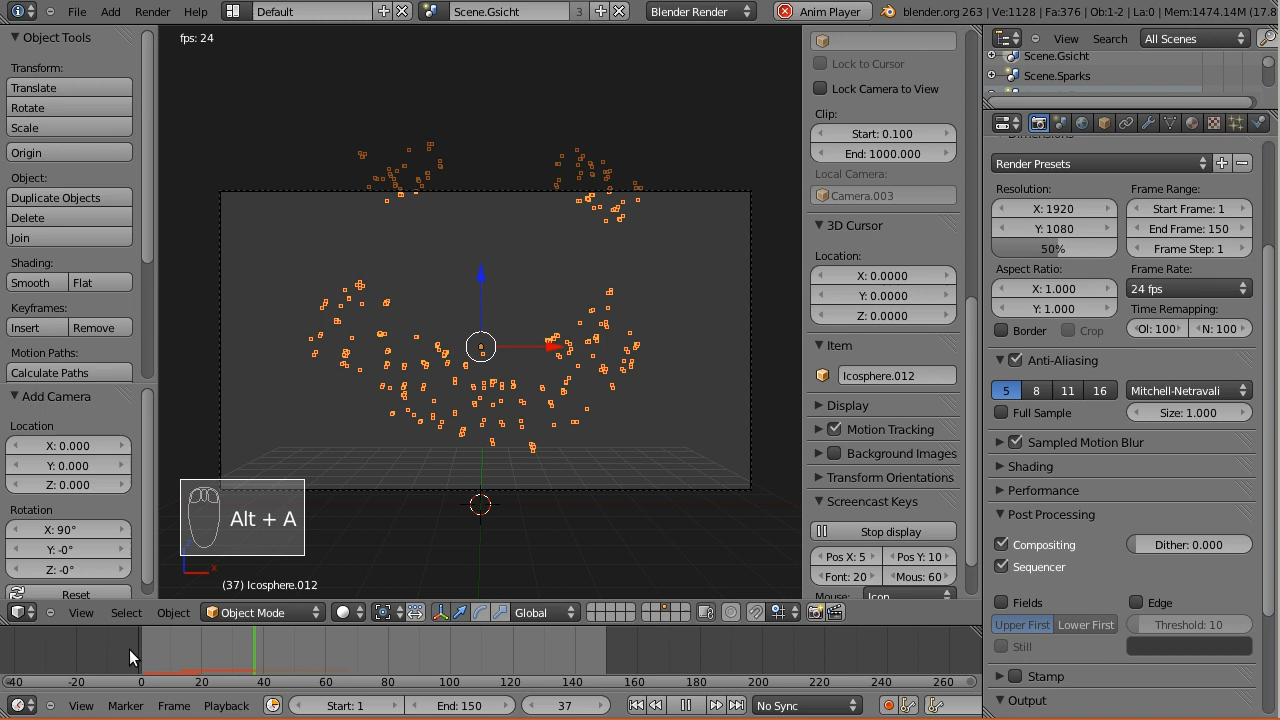 File Add Render Help Default Scene.Gsicht 3 Blender Render Anim Player blender.org 263 | Ve:1128 | Fa:376 | Ob:1-2 | La:0 | Mem:1474.14M (17.8
Object Tools
Transform:
Translate
Rotate
Scale
Origin
Object:
Duplicate Objects
Delete
Join
Shading:
Smooth Flat
Keyframes:
Insert Remove
Motion Paths:
Calculate Paths
Add Camera
Location
X: 0.000
Y: 0.000
Z: 0.000
Rotation
X: 90°
Y: -0°
Z: -0°
Reset
fps: 24
Alt + A
x
(37) Icosphere.012
Lock to Cursor
Lock Camera to View
Clip:
Start: 0.100
End: 1000.000
Local Camera:
Camera.003
3D Cursor
Location:
X: 0.0000
Y: 0.0000
Z: 0.0000
Item
Icosphere.012
Display
Motion Tracking
Background Images
Transform Orientations
Screencast Keys
Stop display
Pos X: 5 Pos Y: 10
Font: 20 Mous: 60
Mouse: Icon
View Search All Scenes
Scene.Gsicht
Scene.Sparks
Dimensions
Render Presets
Resolution: Frame Range:
X: 1920 Start Frame: 1
Y: 1080 End Frame: 150
50% Frame Step: 1
Aspect Ratio: Frame Rate:
X: 1.000 24 fps
Y: 1.000 Time Remapping:
Border Crop Ol: 100 N: 100
Anti-Aliasing
5 8 11 16 Mitchell-Netravali
Full Sample Size: 1.000
Sampled Motion Blur
Shading
Performance
Post Processing
Compositing Dither: 0.000
Sequencer
Fields Edge
Upper First Lower First Threshold: 10
Still
Stamp
Output
View Select Object Object Mode Global
-40 -20 0 20 40 60 80 100 120 140 160 180 200 220 240 260
View Marker Frame Playback Start: 1 End: 150 37 No Sync